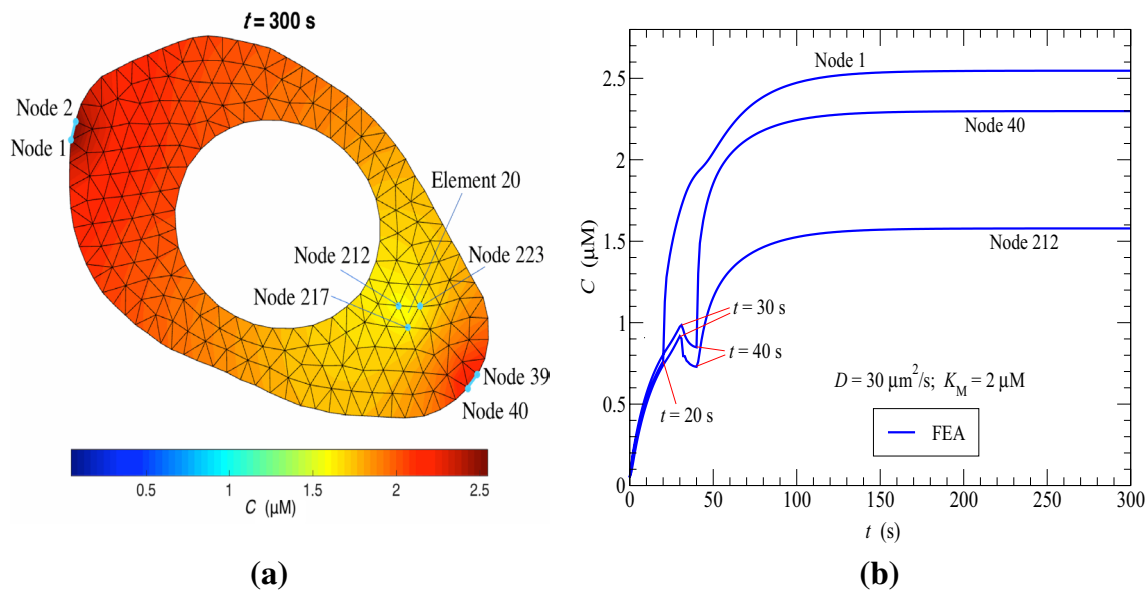 t = 300 s
Node 2
Node 1
Element 20
Node 212
Node 223
Node 217
Node 39
Node 40
0.5 1 1.5 2 2.5
C (μM)
(a)
Node 1
Node 40
Node 212
t = 30 s
t = 40 s
t = 20 s
D = 30 μm²/s; K_M = 2 μM
FEA
2.5
2
1.5
1
0.5
0
C (μM)
0 50 100 150 200 250 300
t (s)
(b)